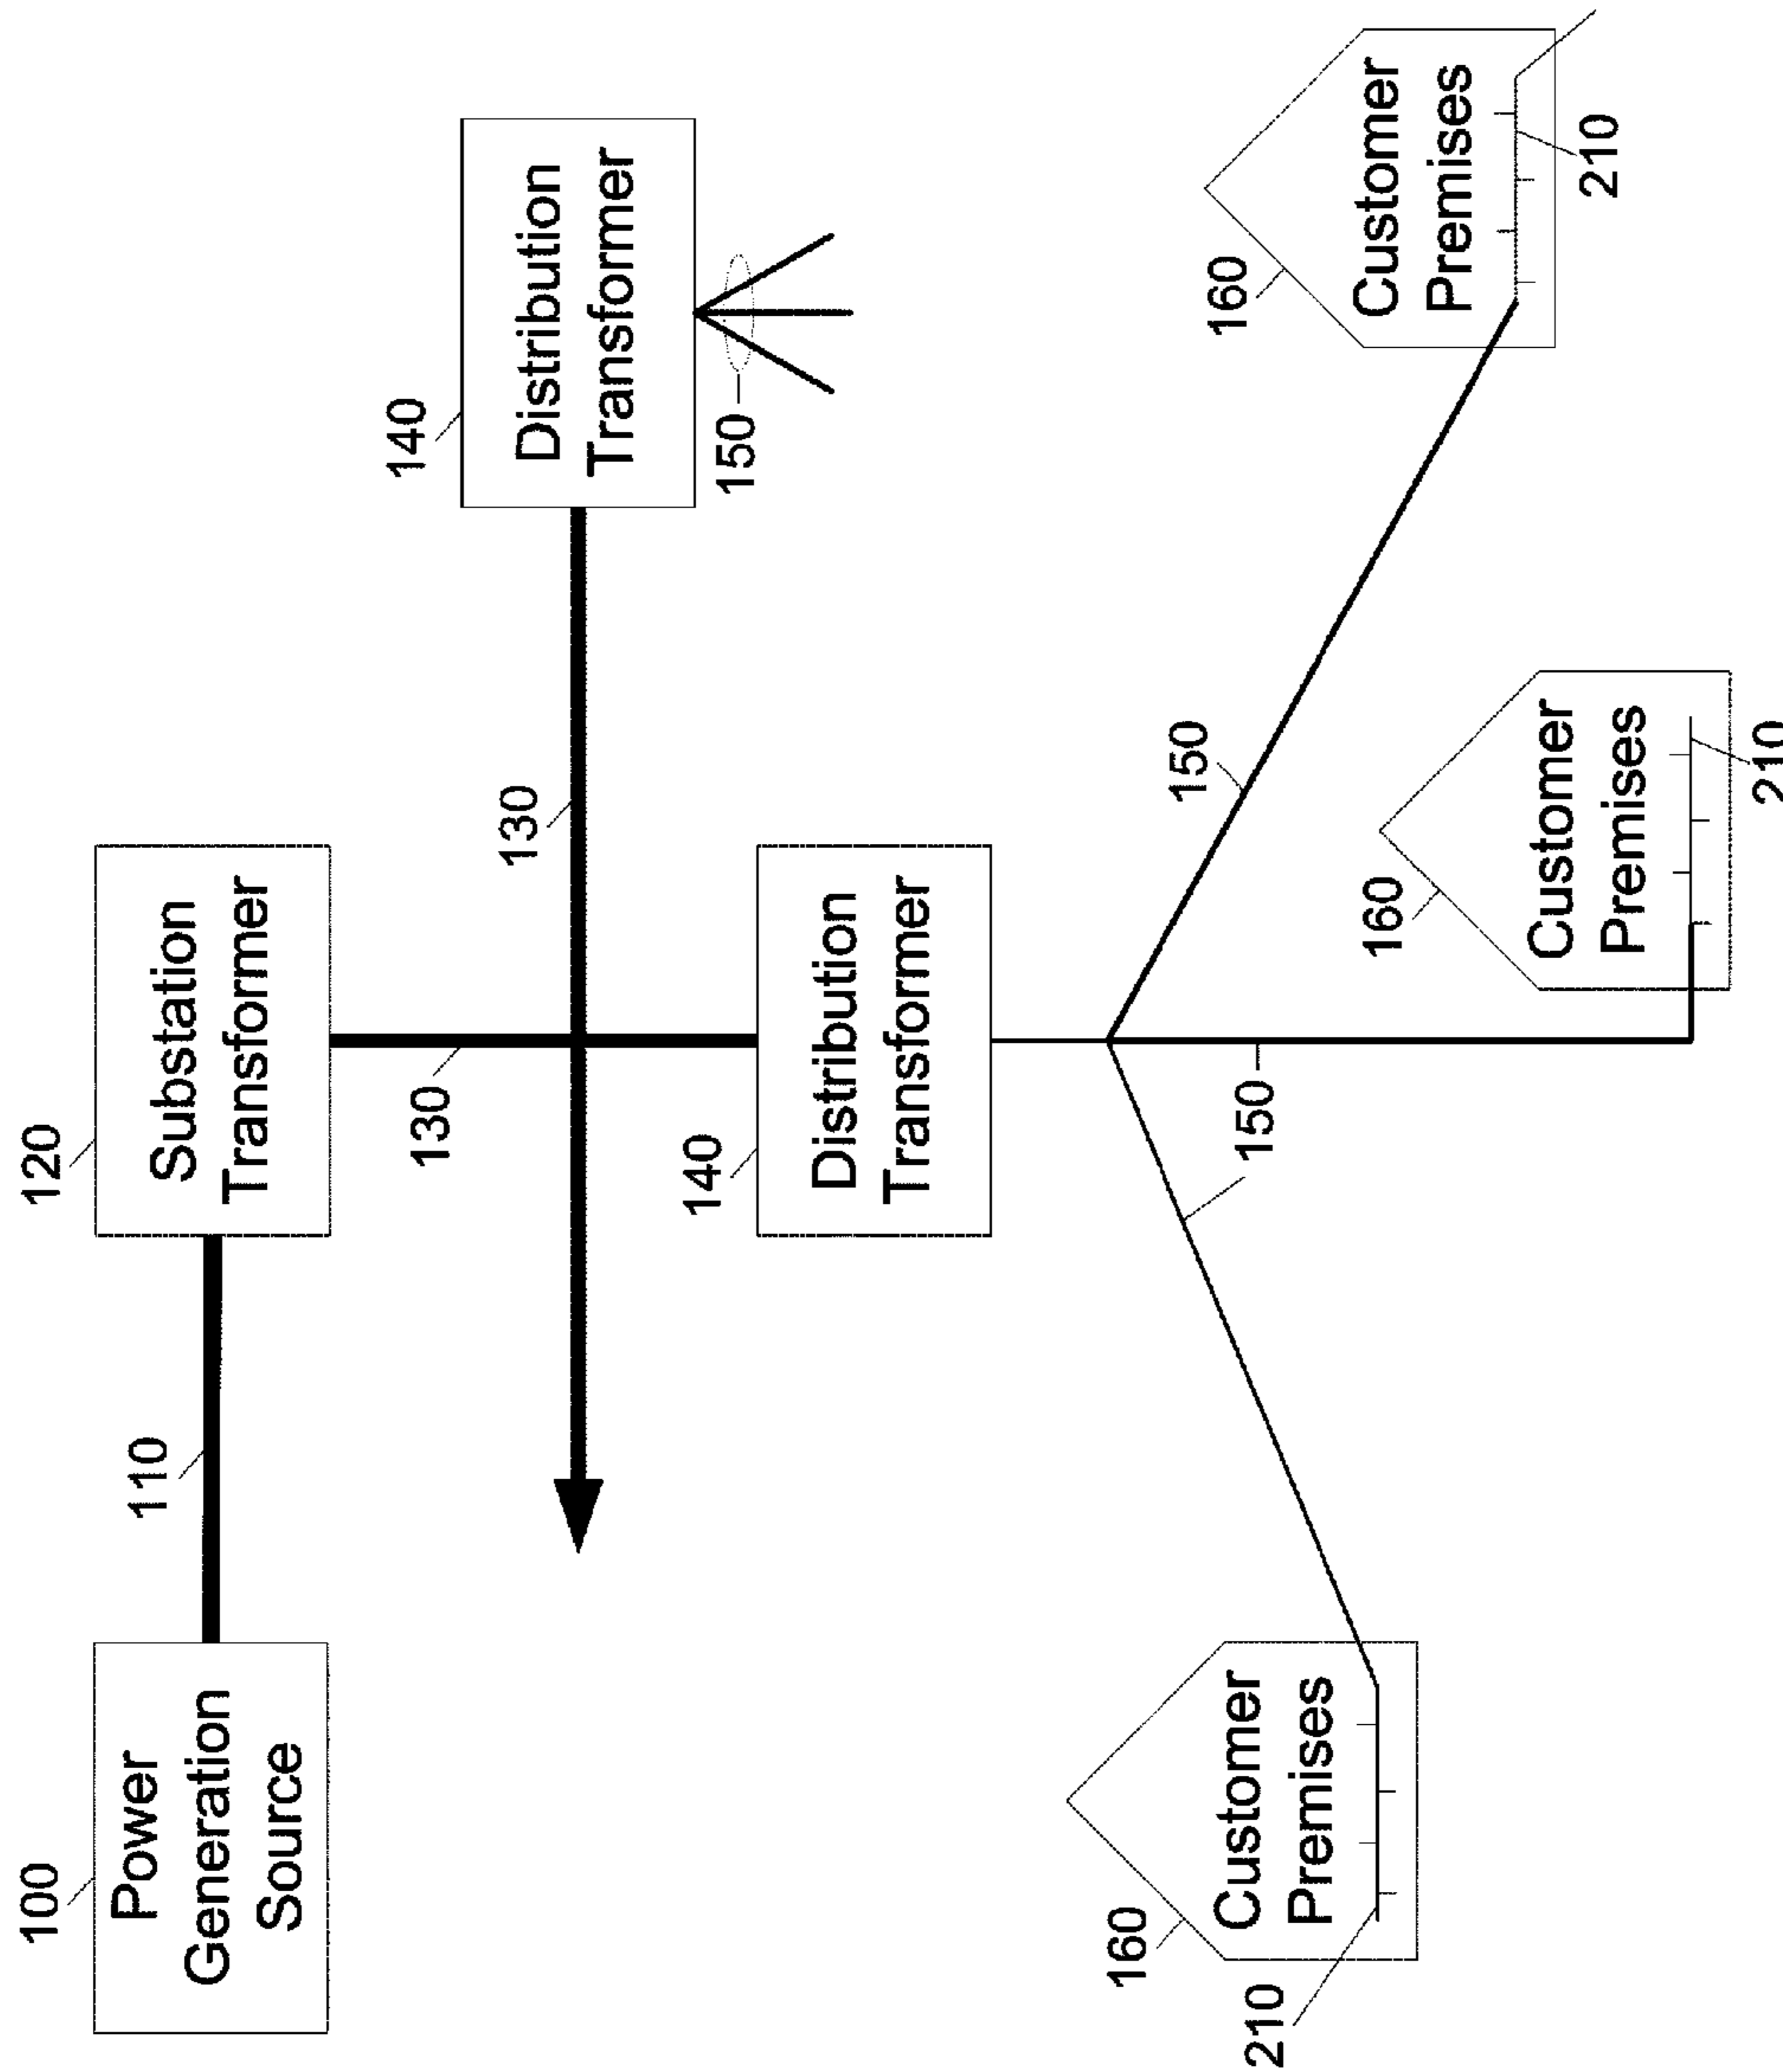 100
Power
Generation
Source
110
120
Substation
Transformer
130
130
140
Distribution
Transformer
150
140
Distribution
Transformer
150
150
160
Customer
Premises
210
160
Customer
Premises
210
160
Customer
Premises
210